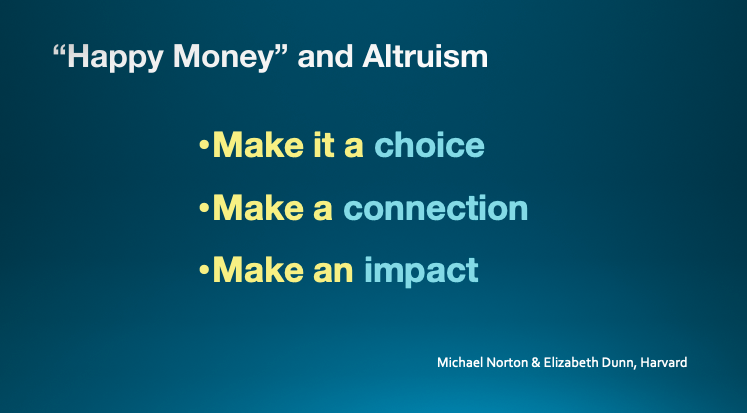 “Happy Money” and Altruism
•Make it a choice
•Make a connection
•Make an impact
Michael Norton & Elizabeth Dunn, Harvard